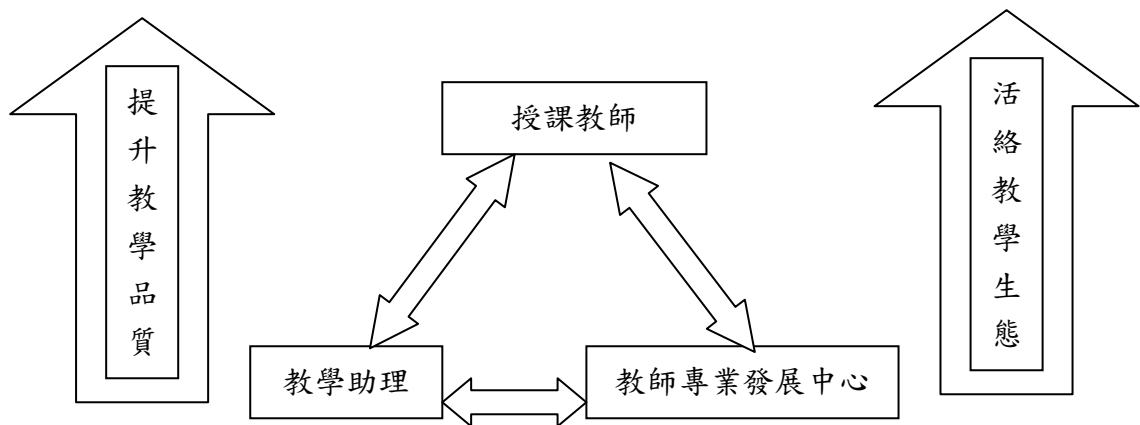 提升教學品質
授課教師
活絡教學生態
教學助理
教師專業發展中心